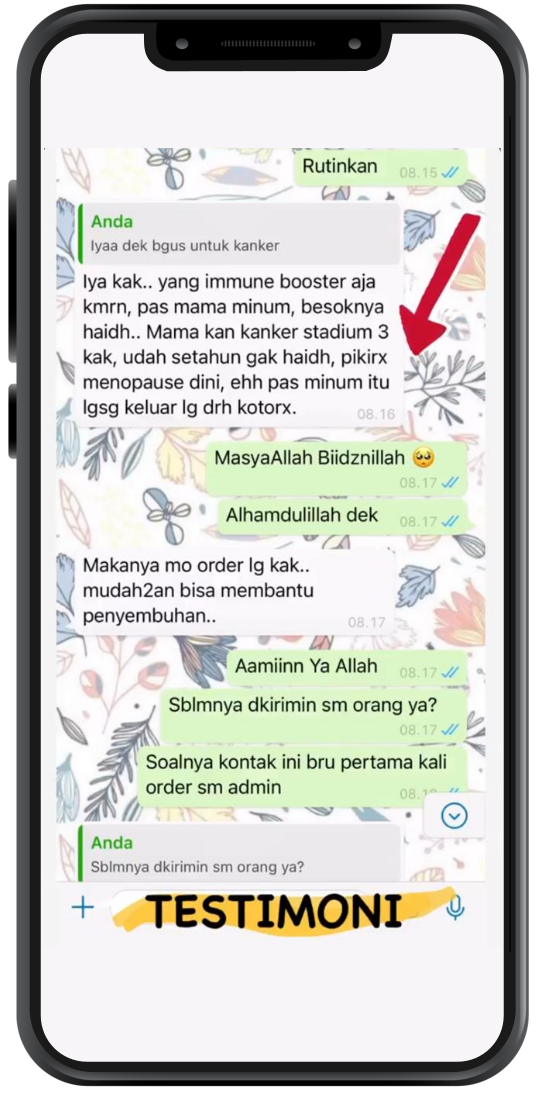 Rutinkan 08.15
Anda
Iyaa dek bgus untuk kanker
Iya kak.. yang immune booster aja
kmrn, pas mama minum, besoknya
haidh.. Mama kan kanker stadium 3
kak, udah setahun gak haidh, pikirx
menopause dini, ehh pas minum itu
lgsg keluar lg drh kotorx. 08.16
MasyaAllah Biidznillah 🥺
08.17
Alhamdulillah dek 08.17
Makanya mo order lg kak..
mudah2an bisa membantu
penyembuhan.. 08.17
Aamiinn Ya Allah 08.17
Sblmnya dkirimin sm orang ya?
08.17
Soalnya kontak ini bru pertama kali
order sm admin
Anda
Sblmnya dkirimin sm orang ya?
TESTIMONI